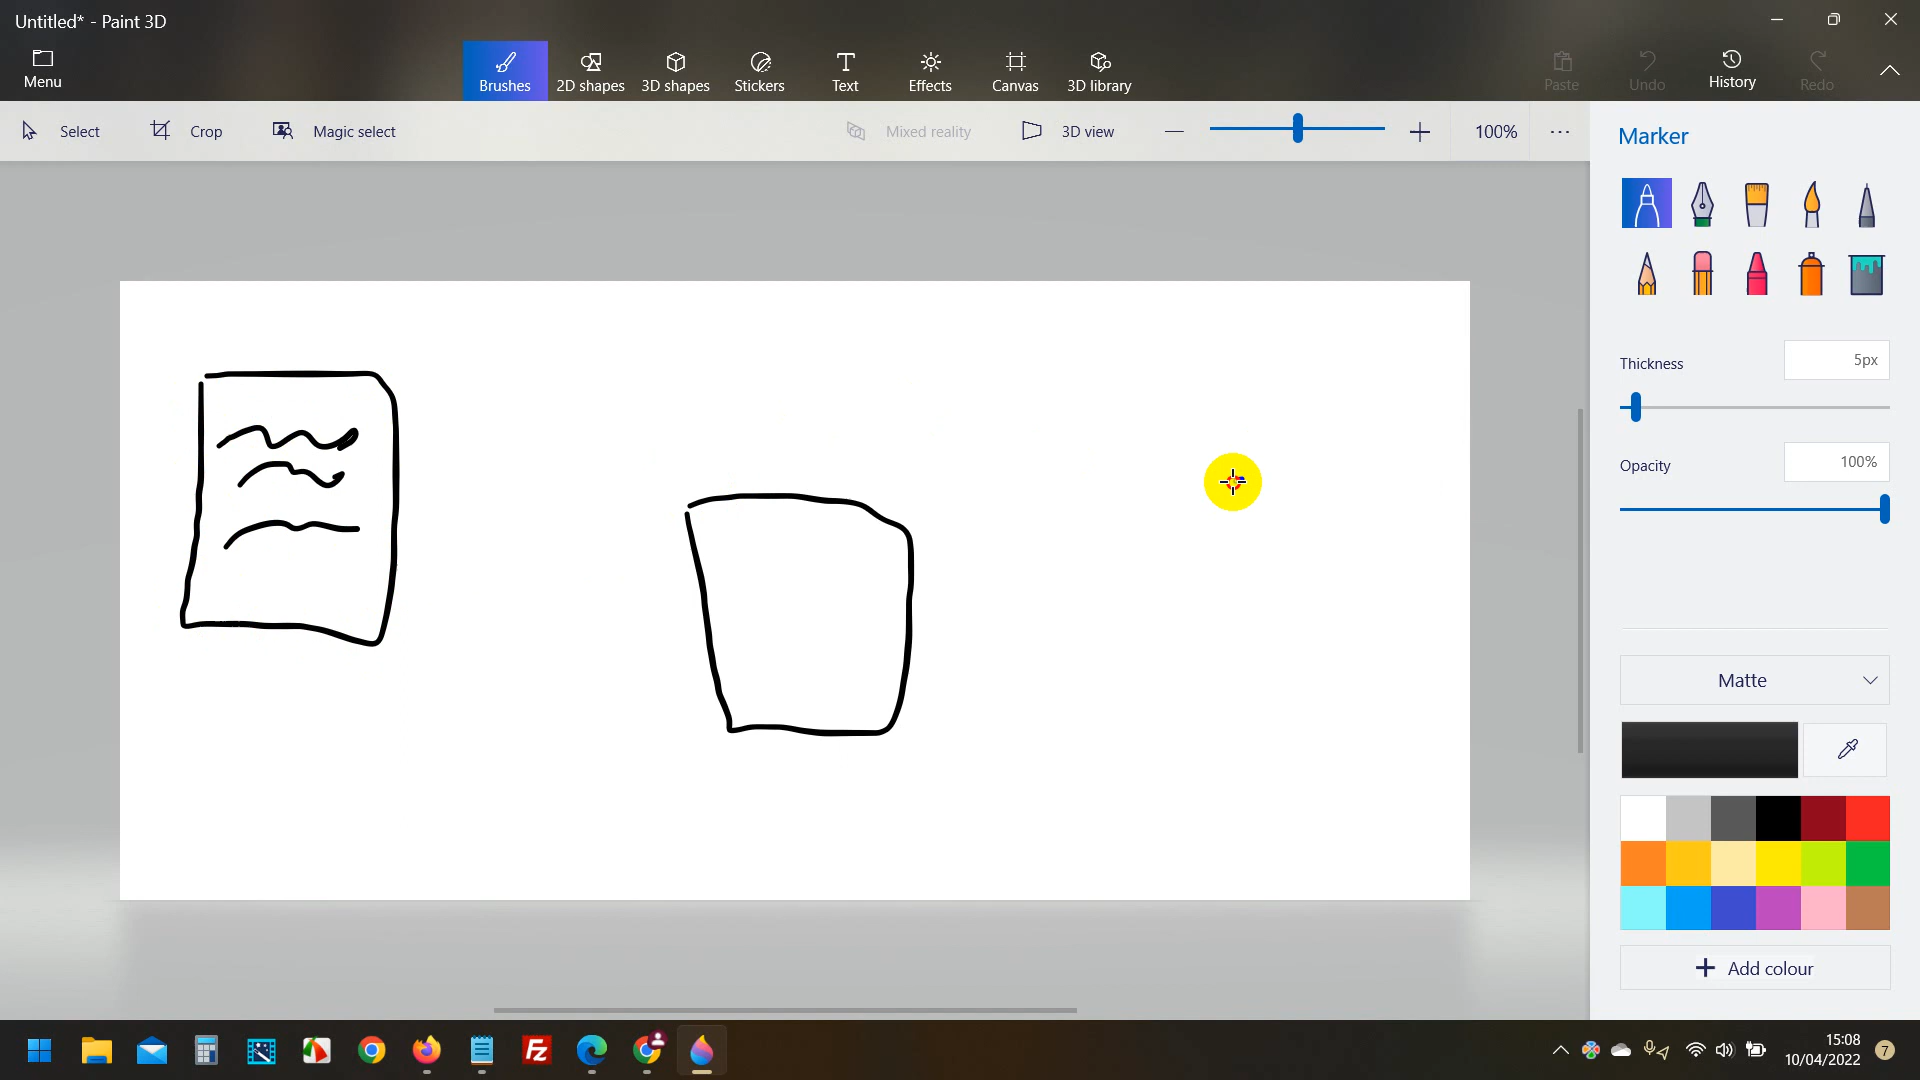 Untitled* - Paint 3D
Menu
Brushes 2D shapes 3D shapes Stickers Text Effects Canvas 3D library
Paste Undo History Redo
Select Crop Magic select Mixed reality 3D view 100%
Marker
Thickness 5px
Opacity 100%
Matte
Add colour
Fz
15:08
10/04/2022 7